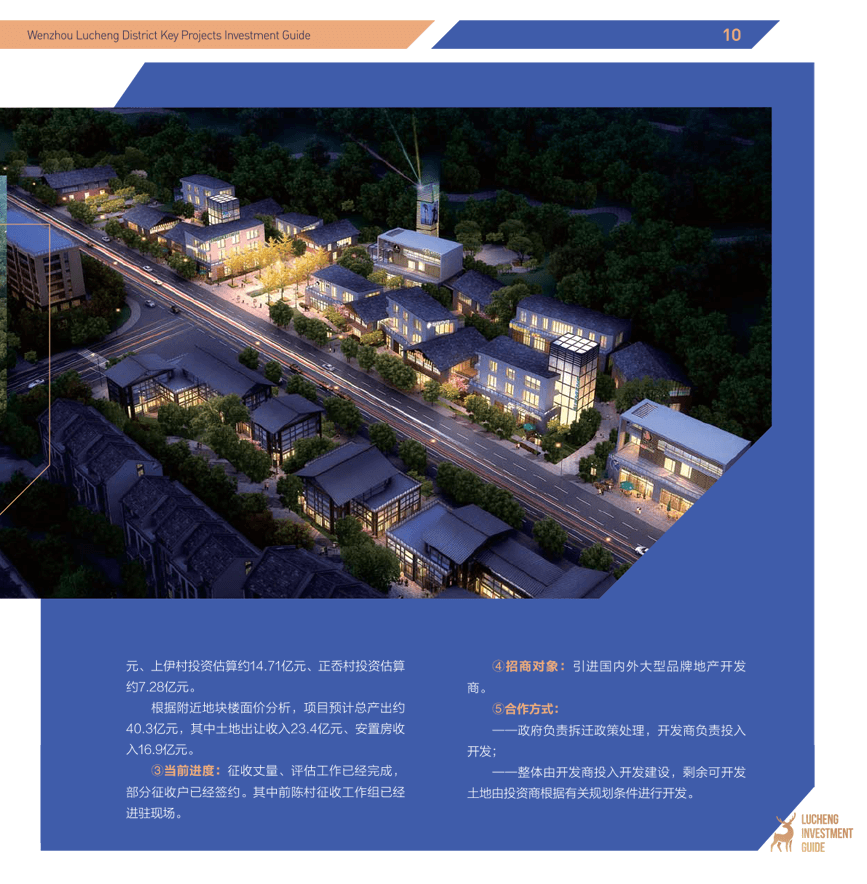 Wenzhou Lucheng District Key Projects Investment Guide
10
元、上伊村投资估算约14.71亿元、正岙村投资估算
约7.28亿元。
根据附近地块楼面价分析，项目预计总产出约
40.3亿元，其中土地出让收入23.4亿元、安置房收
入16.9亿元。
③当前进度：征收丈量、评估工作已经完成，
部分征收户已经签约。其中前陈村征收工作组已经
进驻现场。
④招商对象：引进国内外大型品牌地产开发
商。
⑤合作方式：
——政府负责拆迁政策处理，开发商负责投入
开发；
——整体由开发商投入开发建设，剩余可开发
土地由投资商根据有关规划条件进行开发。
LUCHENG
INVESTMENT
GUIDE